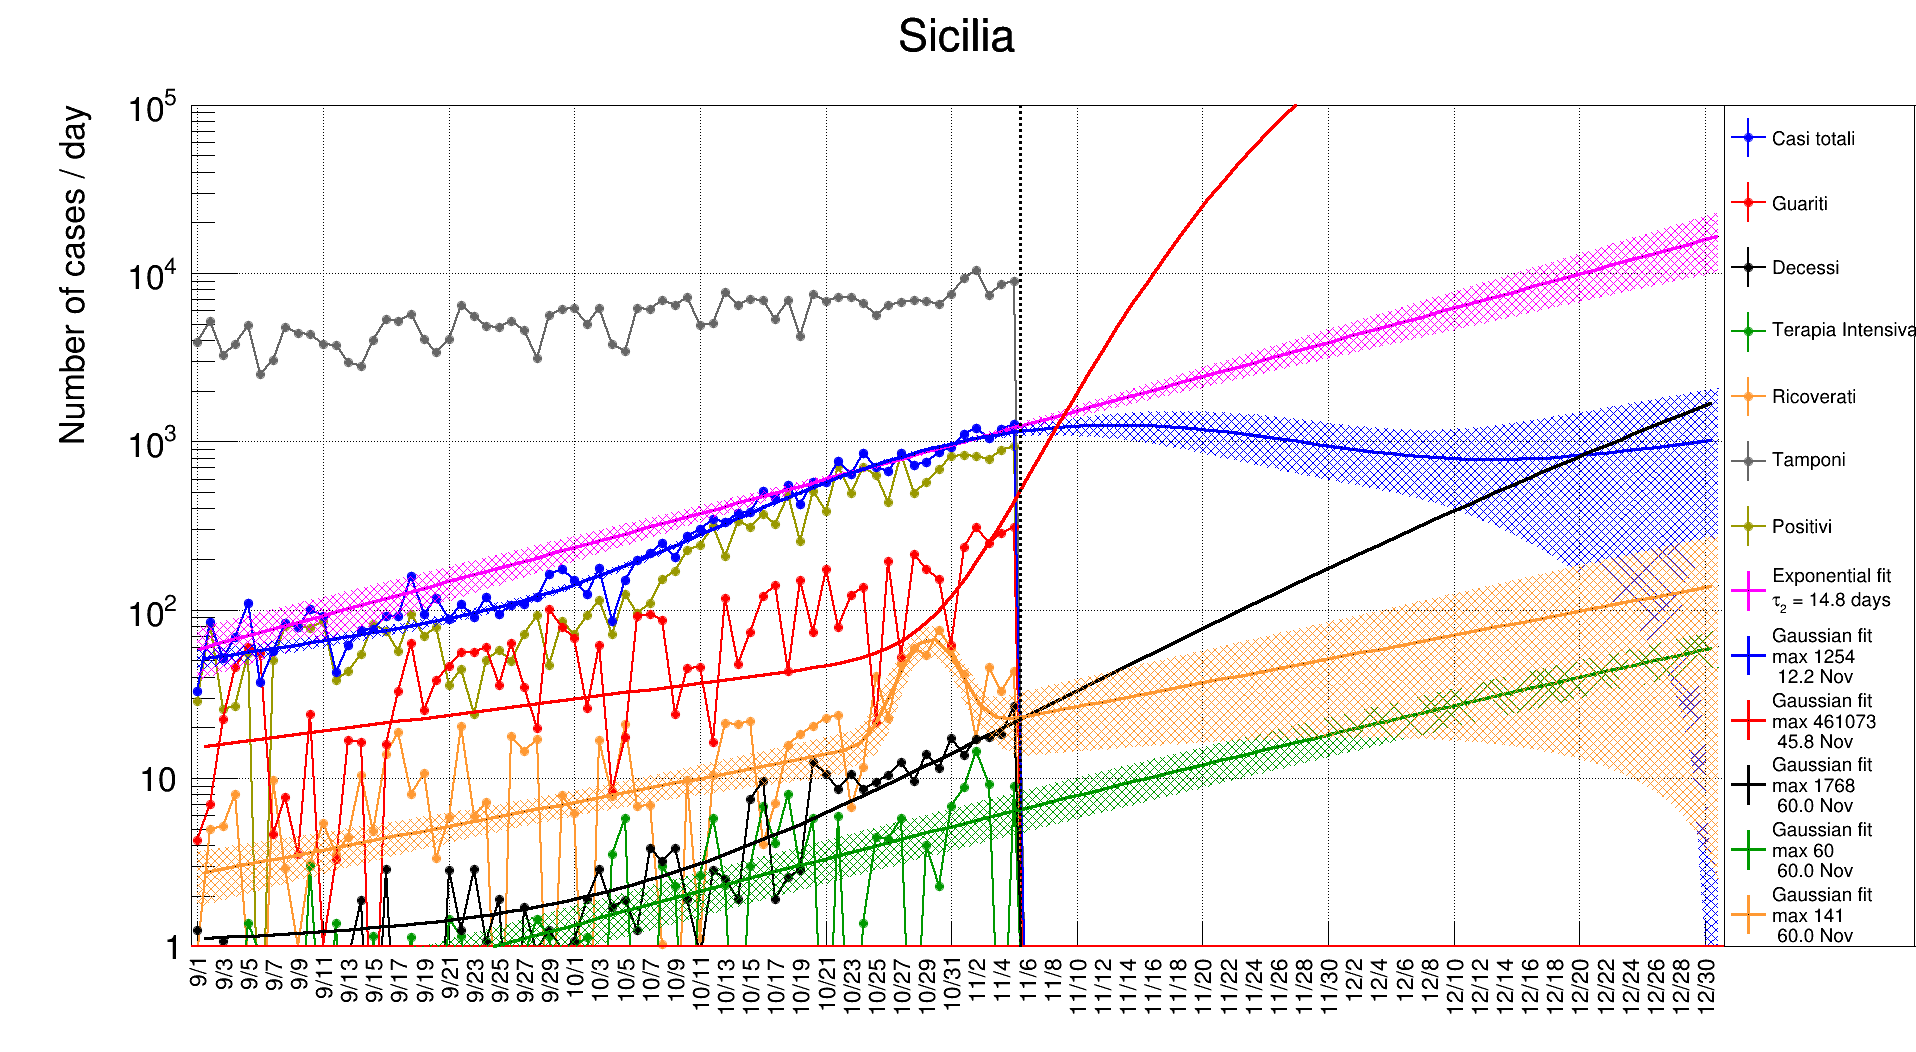 Sicilia
Number of cases / day
10^5
10^4
10^3
10^2
10
1
9/1 9/3 9/5 9/7 9/9 9/11 9/13 9/15 9/17 9/19 9/21 9/23 9/25 9/27 9/29 10/1 10/3 10/5 10/7 10/9 10/11 10/13 10/15 10/17 10/19 10/21 10/23 10/25 10/27 10/29 10/31 11/2 11/4 11/6 11/8 11/10 11/12 11/14 11/16 11/18 11/20 11/22 11/24 11/26 11/28 11/30 12/2 12/4 12/6 12/8 12/10 12/12 12/14 12/16 12/18 12/20 12/22 12/24 12/26 12/28 12/30
Casi totali
Guariti
Decessi
Terapia Intensiva
Ricoverati
Tamponi
Positivi
Exponential fit
τ2 = 14.8 days
Gaussian fit
max 1254
12.2 Nov
Gaussian fit
max 461073
45.8 Nov
Gaussian fit
max 1768
60.0 Nov
Gaussian fit
max 60
60.0 Nov
Gaussian fit
max 141
60.0 Nov